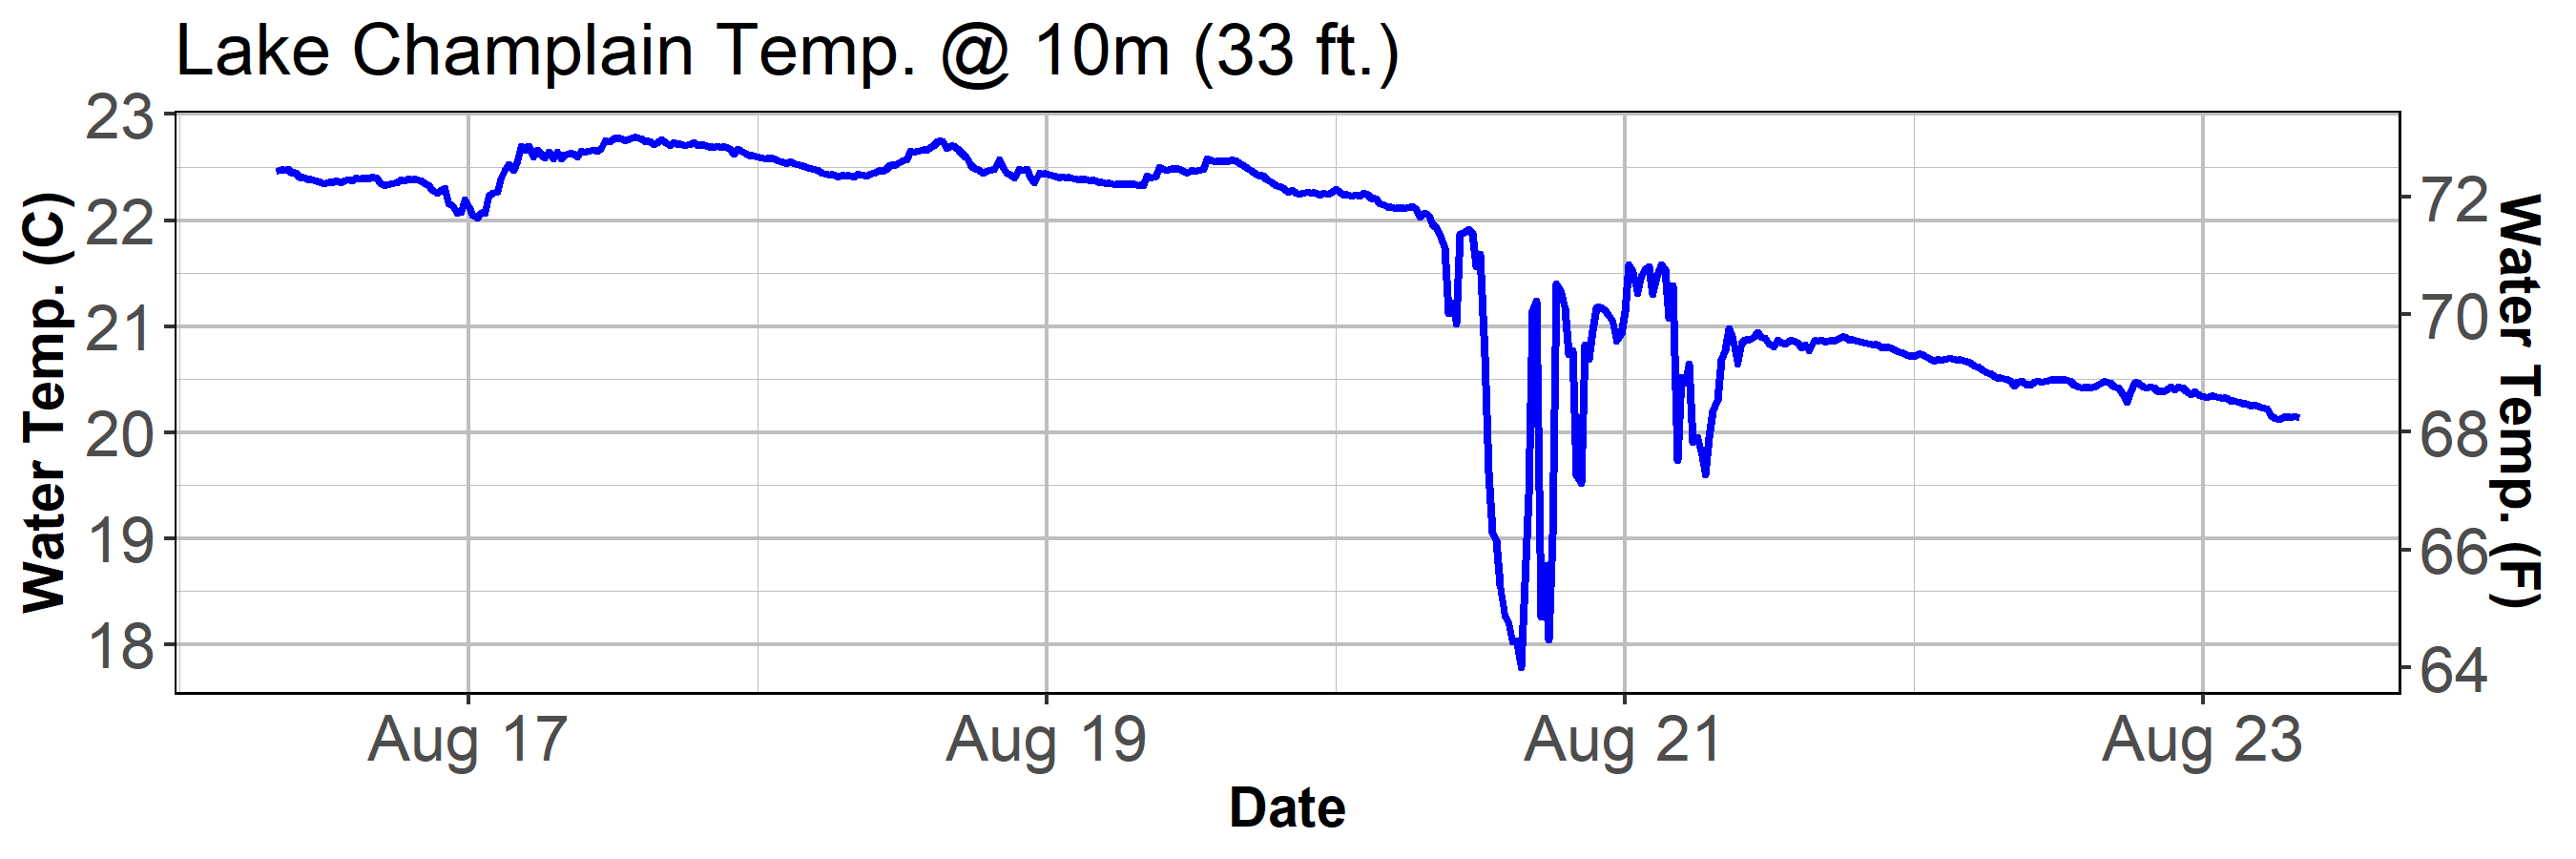 Lake Champlain Temp. @ 10m (33 ft.)
Water Temp. (C)
23
22
21
20
19
18
72
70
68
66
64
Water Temp. (F)
Aug 17
Aug 19
Aug 21
Aug 23
Date